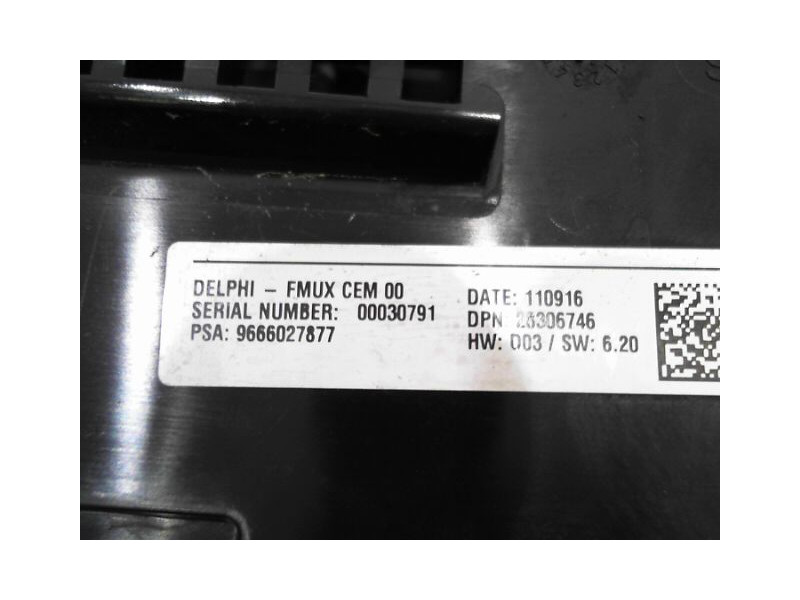 DELPHI – FMUX CEM 00
SERIAL NUMBER: 00030791
PSA: 9666027877
DATE: 110916
DPN 28306746
HW: D03 / SW: 6.20